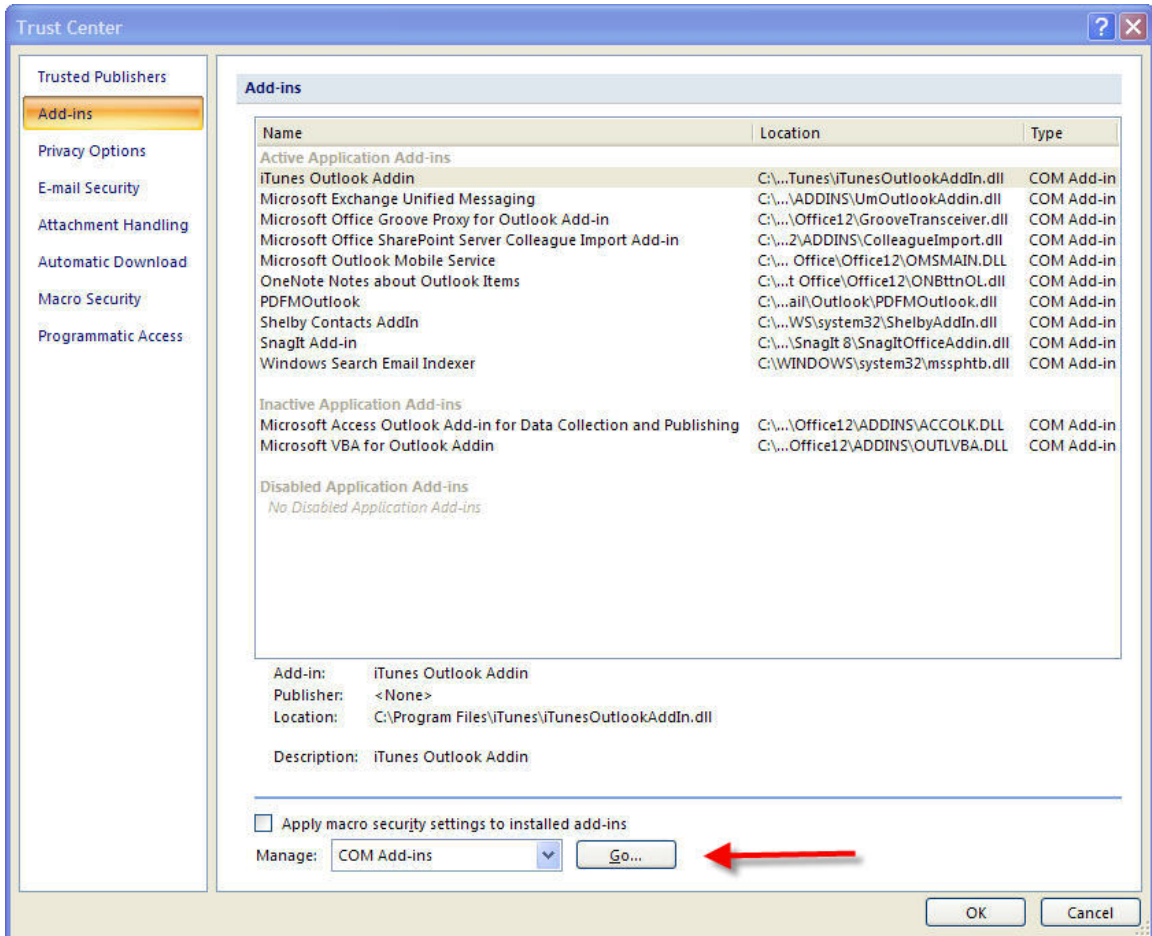 Trust Center
Trusted Publishers
Add-ins
Privacy Options
E-mail Security
Attachment Handling
Automatic Download
Macro Security
Programmatic Access
Add-ins
Name Location Type
Active Application Add-ins
iTunes Outlook Addin C:\...Tunes\iTunesOutlookAddIn.dll COM Add-in
Microsoft Exchange Unified Messaging C:\...\ADDINS\UmOutlookAddin.dll COM Add-in
Microsoft Office Groove Proxy for Outlook Add-in C:\...\Office12\GrooveTransceiver.dll COM Add-in
Microsoft Office SharePoint Server Colleague Import Add-in C:\...2\ADDINS\ColleagueImport.dll COM Add-in
Microsoft Outlook Mobile Service C:\... Office\Office12\OMSMAIN.DLL COM Add-in
OneNote Notes about Outlook Items C:\...t Office\Office12\ONBttnOL.dll COM Add-in
PDFMOutlook C:\...ail\Outlook\PDFMOutlook.dll COM Add-in
Shelby Contacts AddIn C:\...WS\system32\ShelbyAddIn.dll COM Add-in
SnagIt Add-in C:\...\SnagIt 8\SnagItOfficeAddin.dll COM Add-in
Windows Search Email Indexer C:\WINDOWS\system32\mssphtb.dll COM Add-in
Inactive Application Add-ins
Microsoft Access Outlook Add-in for Data Collection and Publishing C:\...\Office12\ADDINS\ACCOLK.DLL COM Add-in
Microsoft VBA for Outlook Addin C:\...Office12\ADDINS\OUTLVBA.DLL COM Add-in
Disabled Application Add-ins
No Disabled Application Add-ins
Add-in: iTunes Outlook Addin
Publisher: <None>
Location: C:\Program Files\iTunes\iTunesOutlookAddIn.dll
Description: iTunes Outlook Addin
Apply macro security settings to installed add-ins
Manage: COM Add-ins Go...
OK Cancel